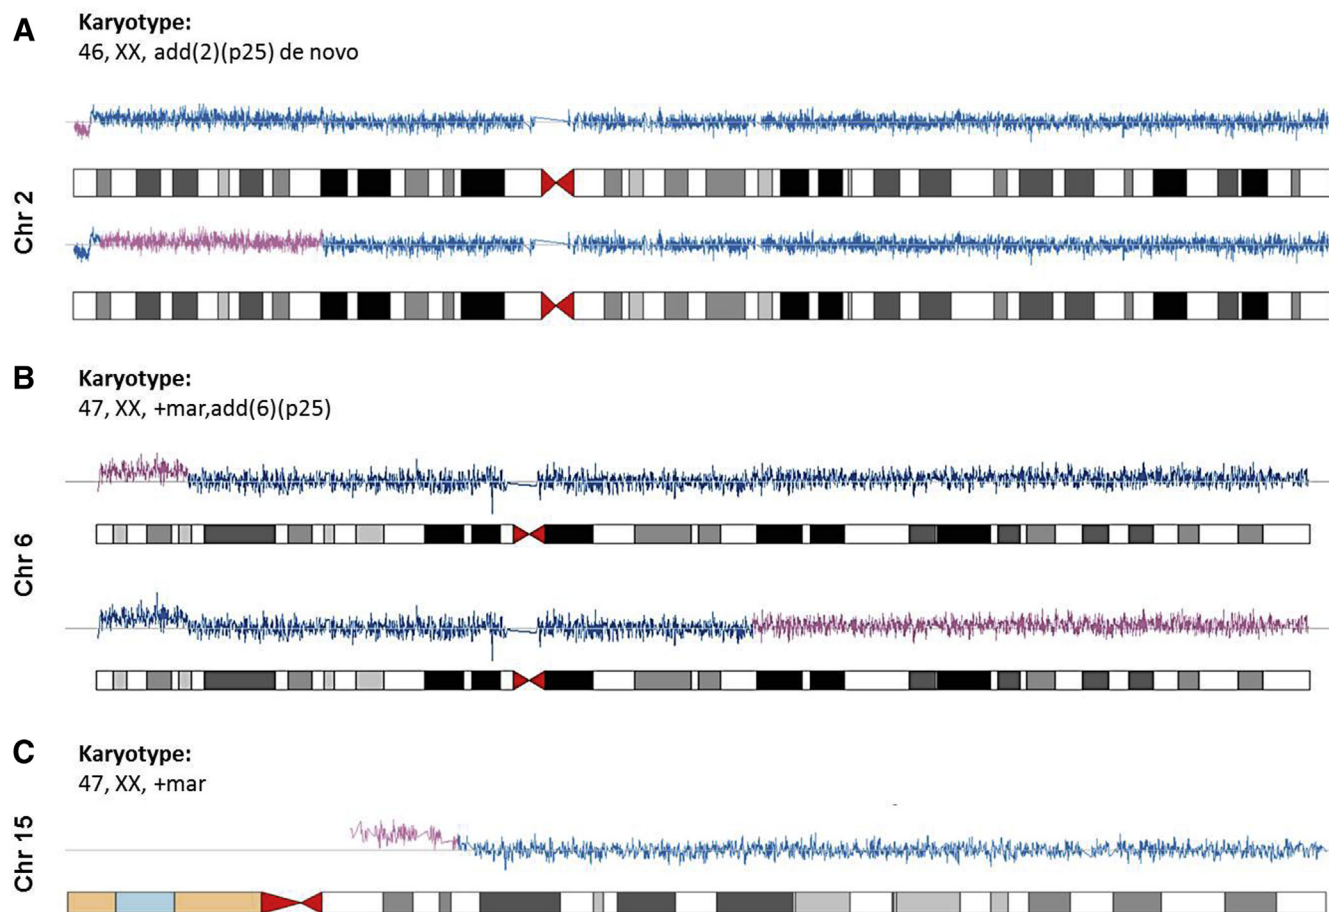 A
Karyotype:
46, XX, add(2)(p25) de novo
Chr 2
B
Karyotype:
47, XX, +mar,add(6)(p25)
Chr 6
C
Karyotype:
47, XX, +mar
Chr 15